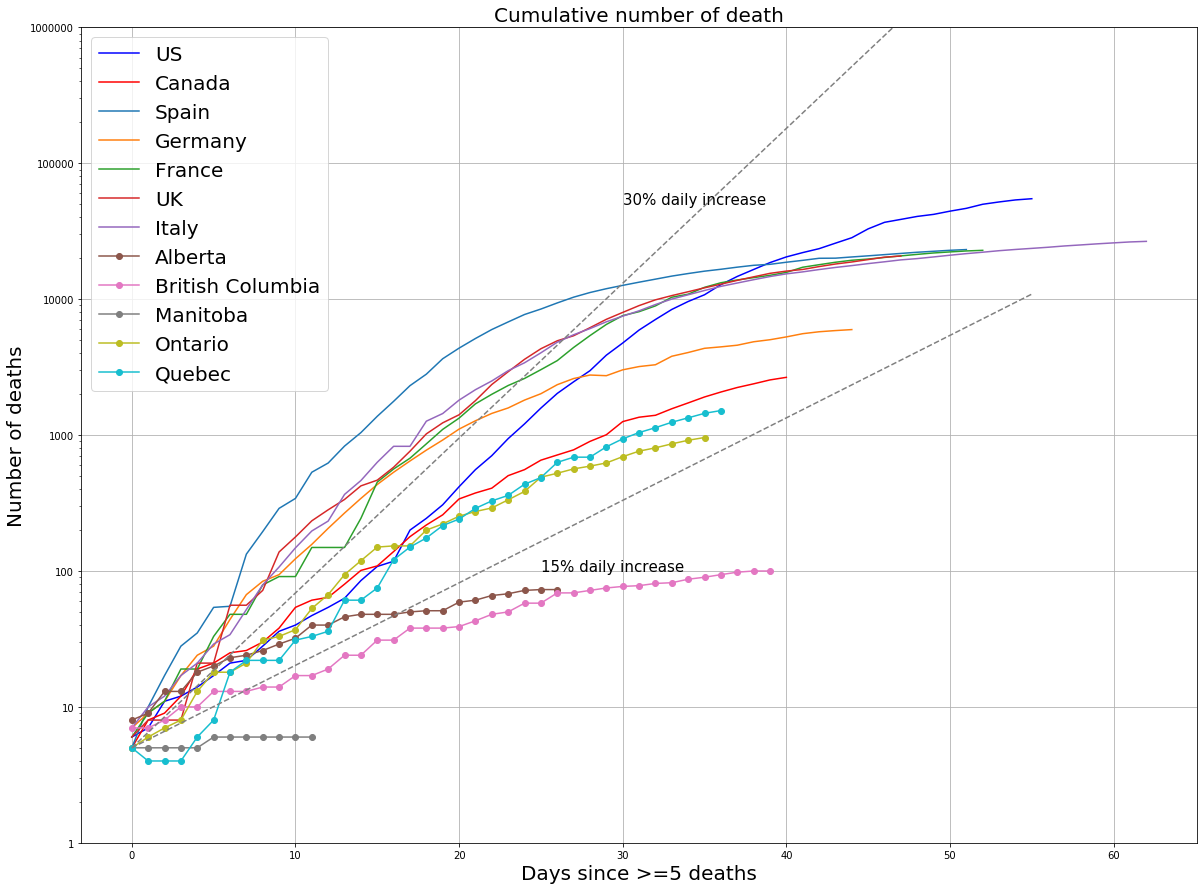 Cumulative number of death
1000000
100000
10000
1000
100
10
1
Number of deaths
US
Canada
Spain
Germany
France
UK
Italy
Alberta
British Columbia
Manitoba
Ontario
Quebec
30% daily increase
15% daily increase
0 10 20 30 40 50 60
Days since >=5 deaths